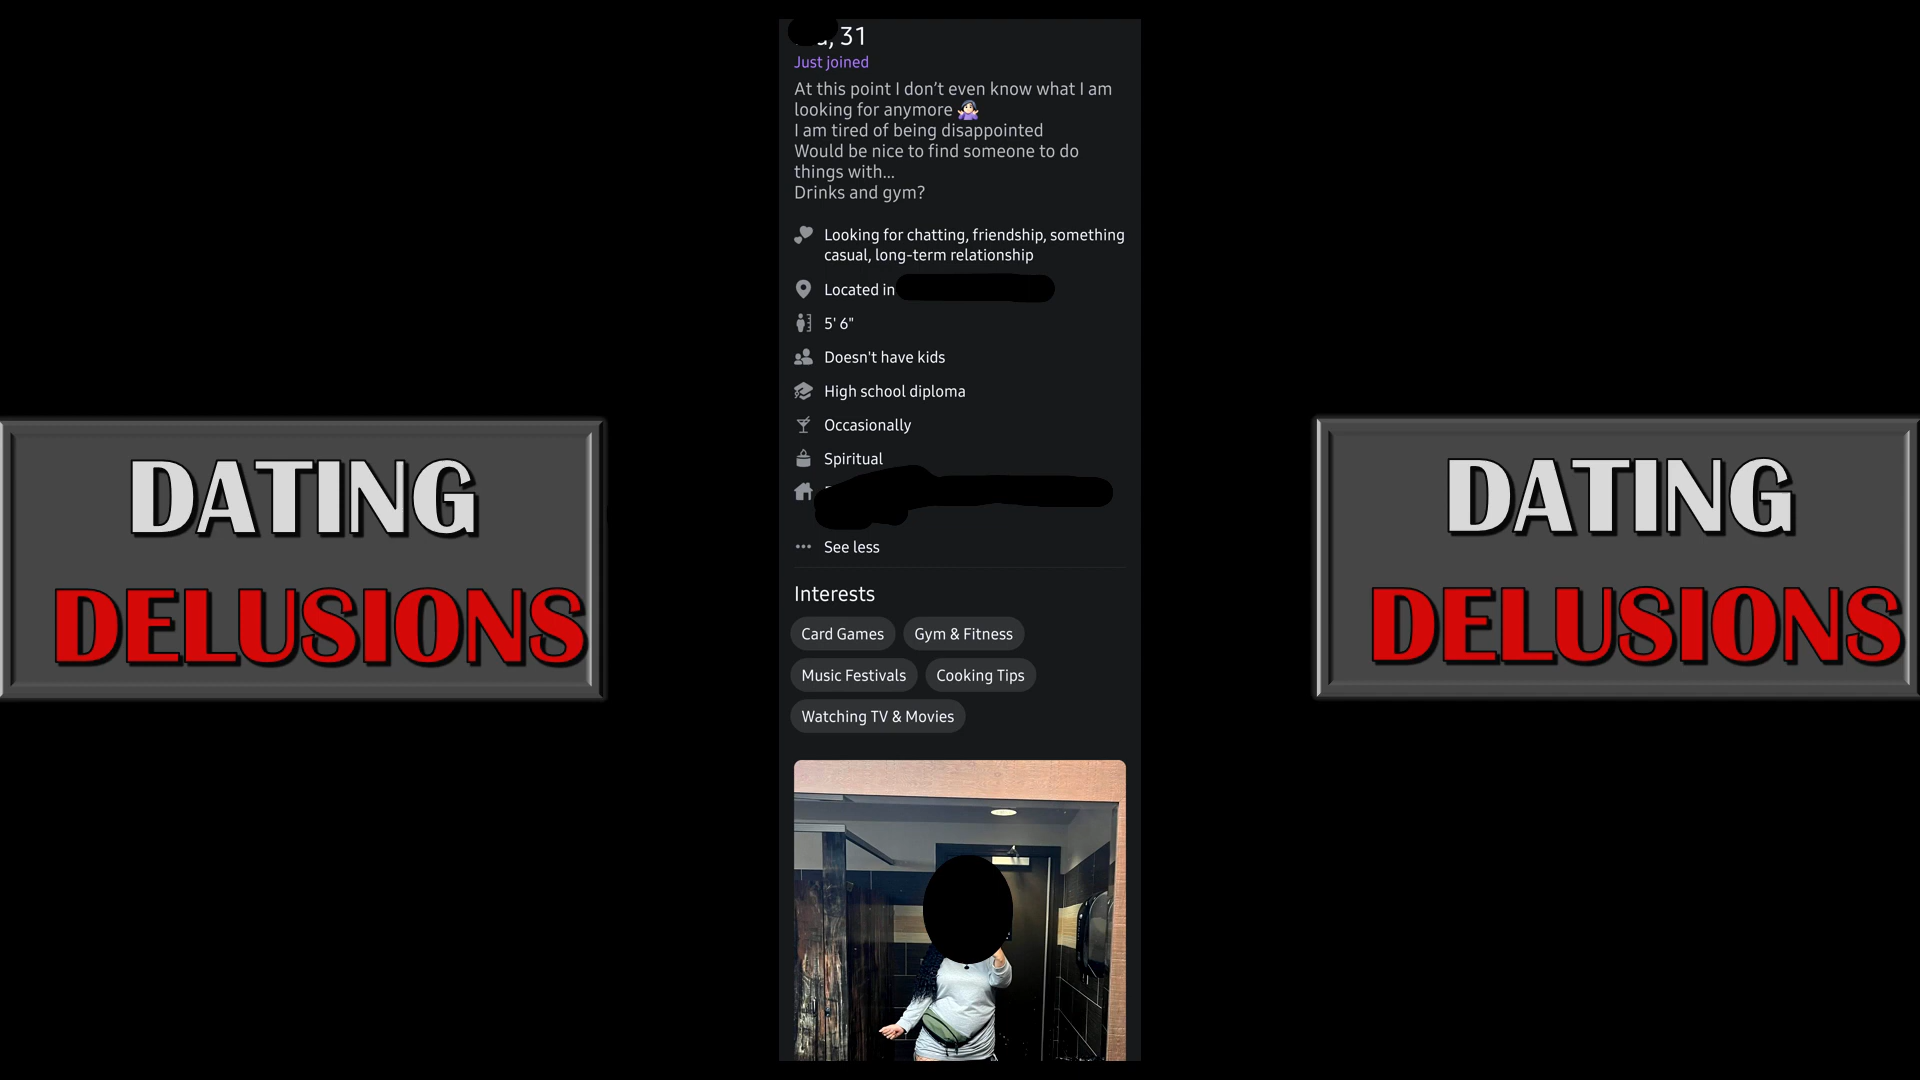 DATING
DELUSIONS
31
Just joined
At this point I don't even know what I am
looking for anymore 🤷🏻‍♀️
I am tired of being disappointed
Would be nice to find someone to do
things with...
Drinks and gym?
Looking for chatting, friendship, something
casual, long-term relationship
Located in
5' 6"
Doesn't have kids
High school diploma
Occasionally
Spiritual
See less
Interests
Card Games
Gym & Fitness
Music Festivals
Cooking Tips
Watching TV & Movies
DATING
DELUSIONS